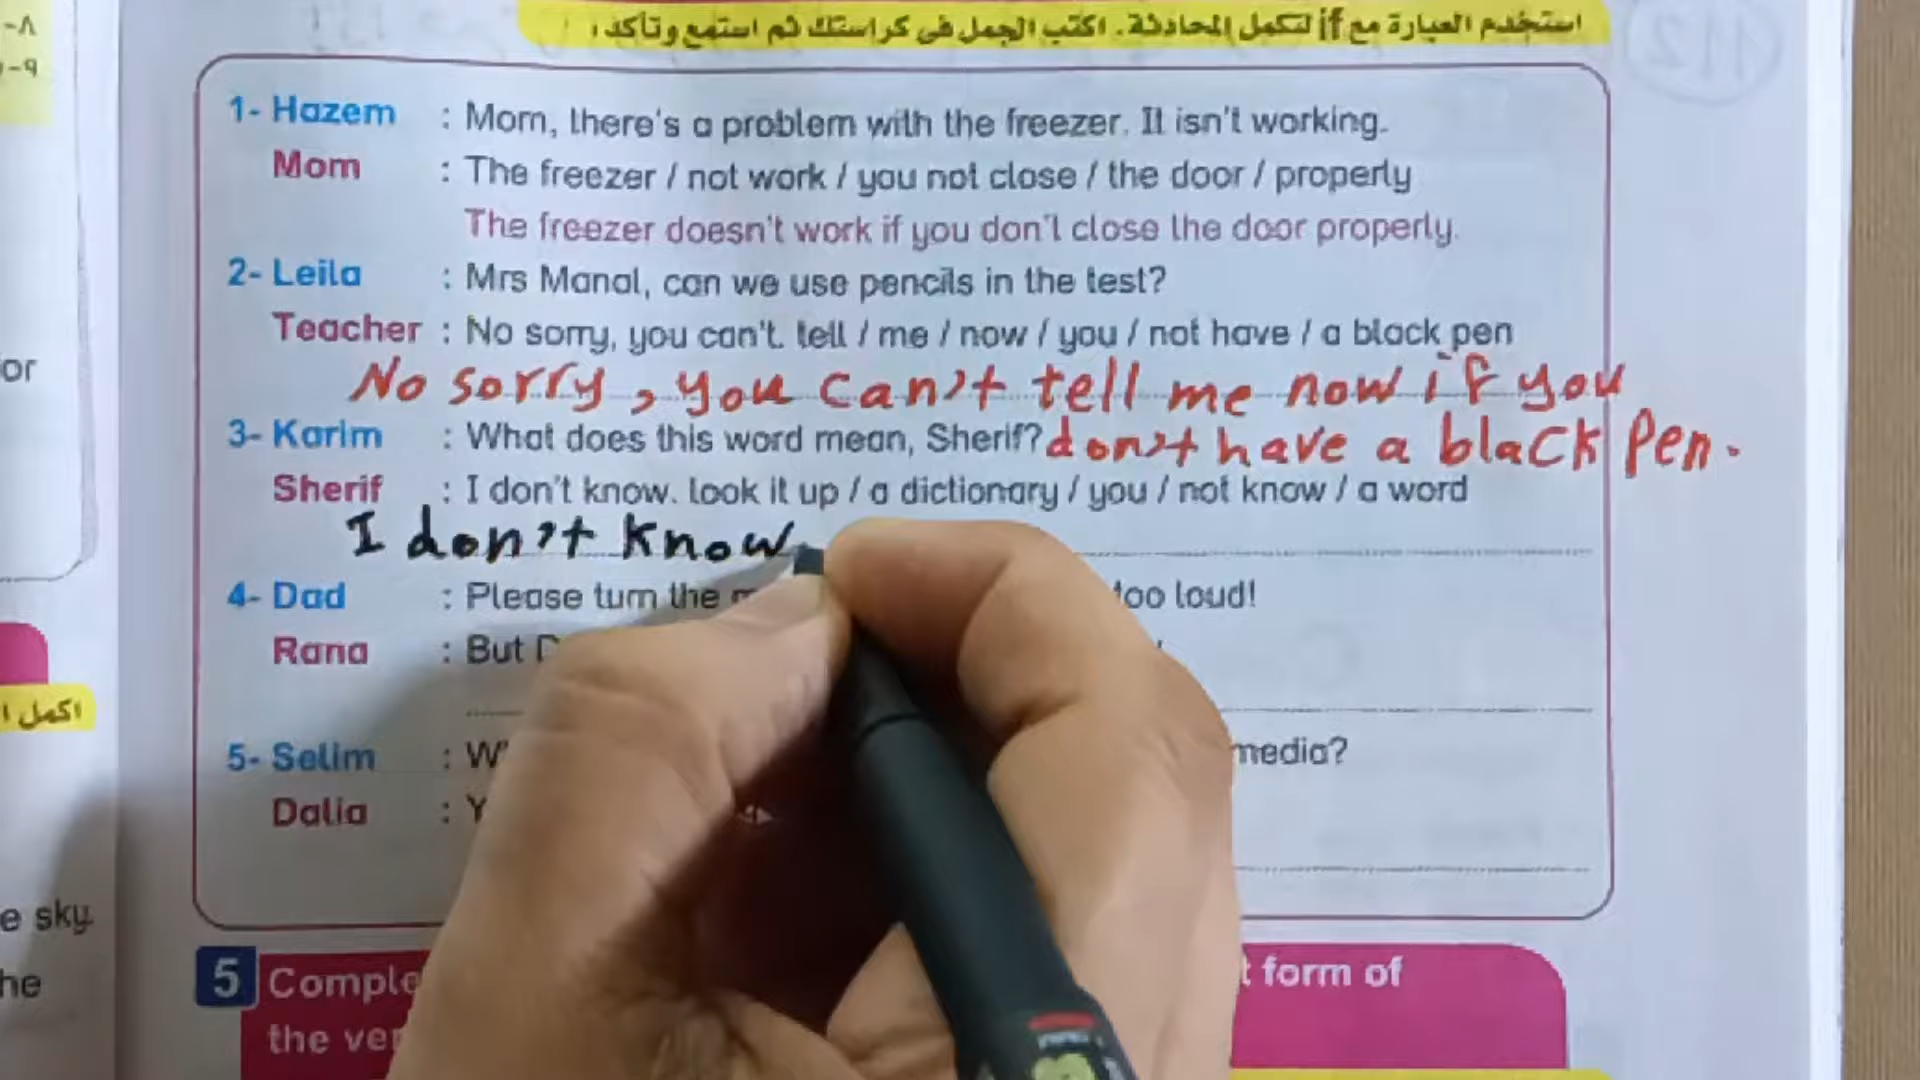 ٨-
٩-
استخدم العبارة مع if لتكمل المحادثة. اكتب الجمل فى كراستك ثم استمع وتأكد:
1- Hazem : Mom, there's a problem with the freezer. It isn't working.
Mom : The freezer / not work / you not close / the door / properly
The freezer doesn't work if you don't close the door properly.
2- Leila : Mrs Manal, can we use pencils in the test?
Teacher : No sorry, you can't. tell / me / now / you / not have / a black pen
No sorry, you can't tell me now if you
don't have a black pen.
3- Karim : What does this word mean, Sherif?
Sherif : I don't know. look it up / a dictionary / you / not know / a word
I don't know
4- Dad : Please turn the too loud!
Rana : But
5- Selim : media?
Dalia :
or
اكمل
e sky
he
5 form of
the